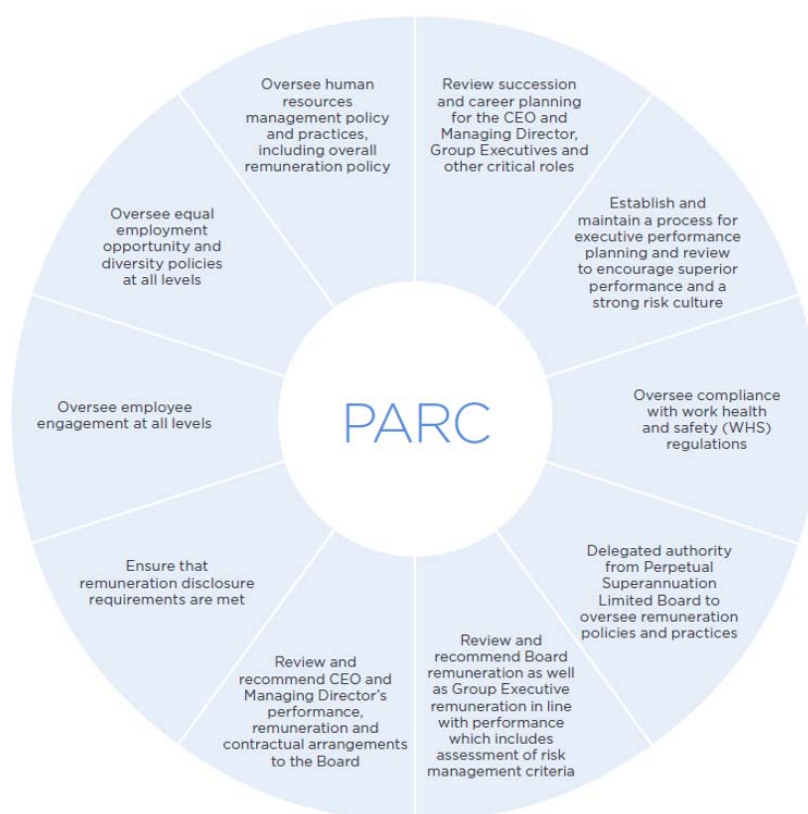 Oversee human
resources
management policy
and practices,
including overall
remuneration policy
Review succession
and career planning
for the CEO and
Managing Director,
Group Executives and
other critical roles
Establish and
maintain a process for
executive performance
planning and review
to encourage superior
performance and a
strong risk culture
Oversee compliance
with work health
and safety (WHS)
regulations
Delegated authority
from Perpetual
Superannuation
Limited Board to
oversee remuneration
policies and practices
Review and
recommend Board
remuneration as well
as Group Executive
remuneration in line
with performance
which includes
assessment of risk
management criteria
Review and
recommend CEO and
Managing Director’s
performance,
remuneration and
contractual arrangements
to the Board
Ensure that
remuneration disclosure
requirements are met
Oversee employee
engagement at all levels
Oversee equal
employment
opportunity and
diversity policies
at all levels
PARC